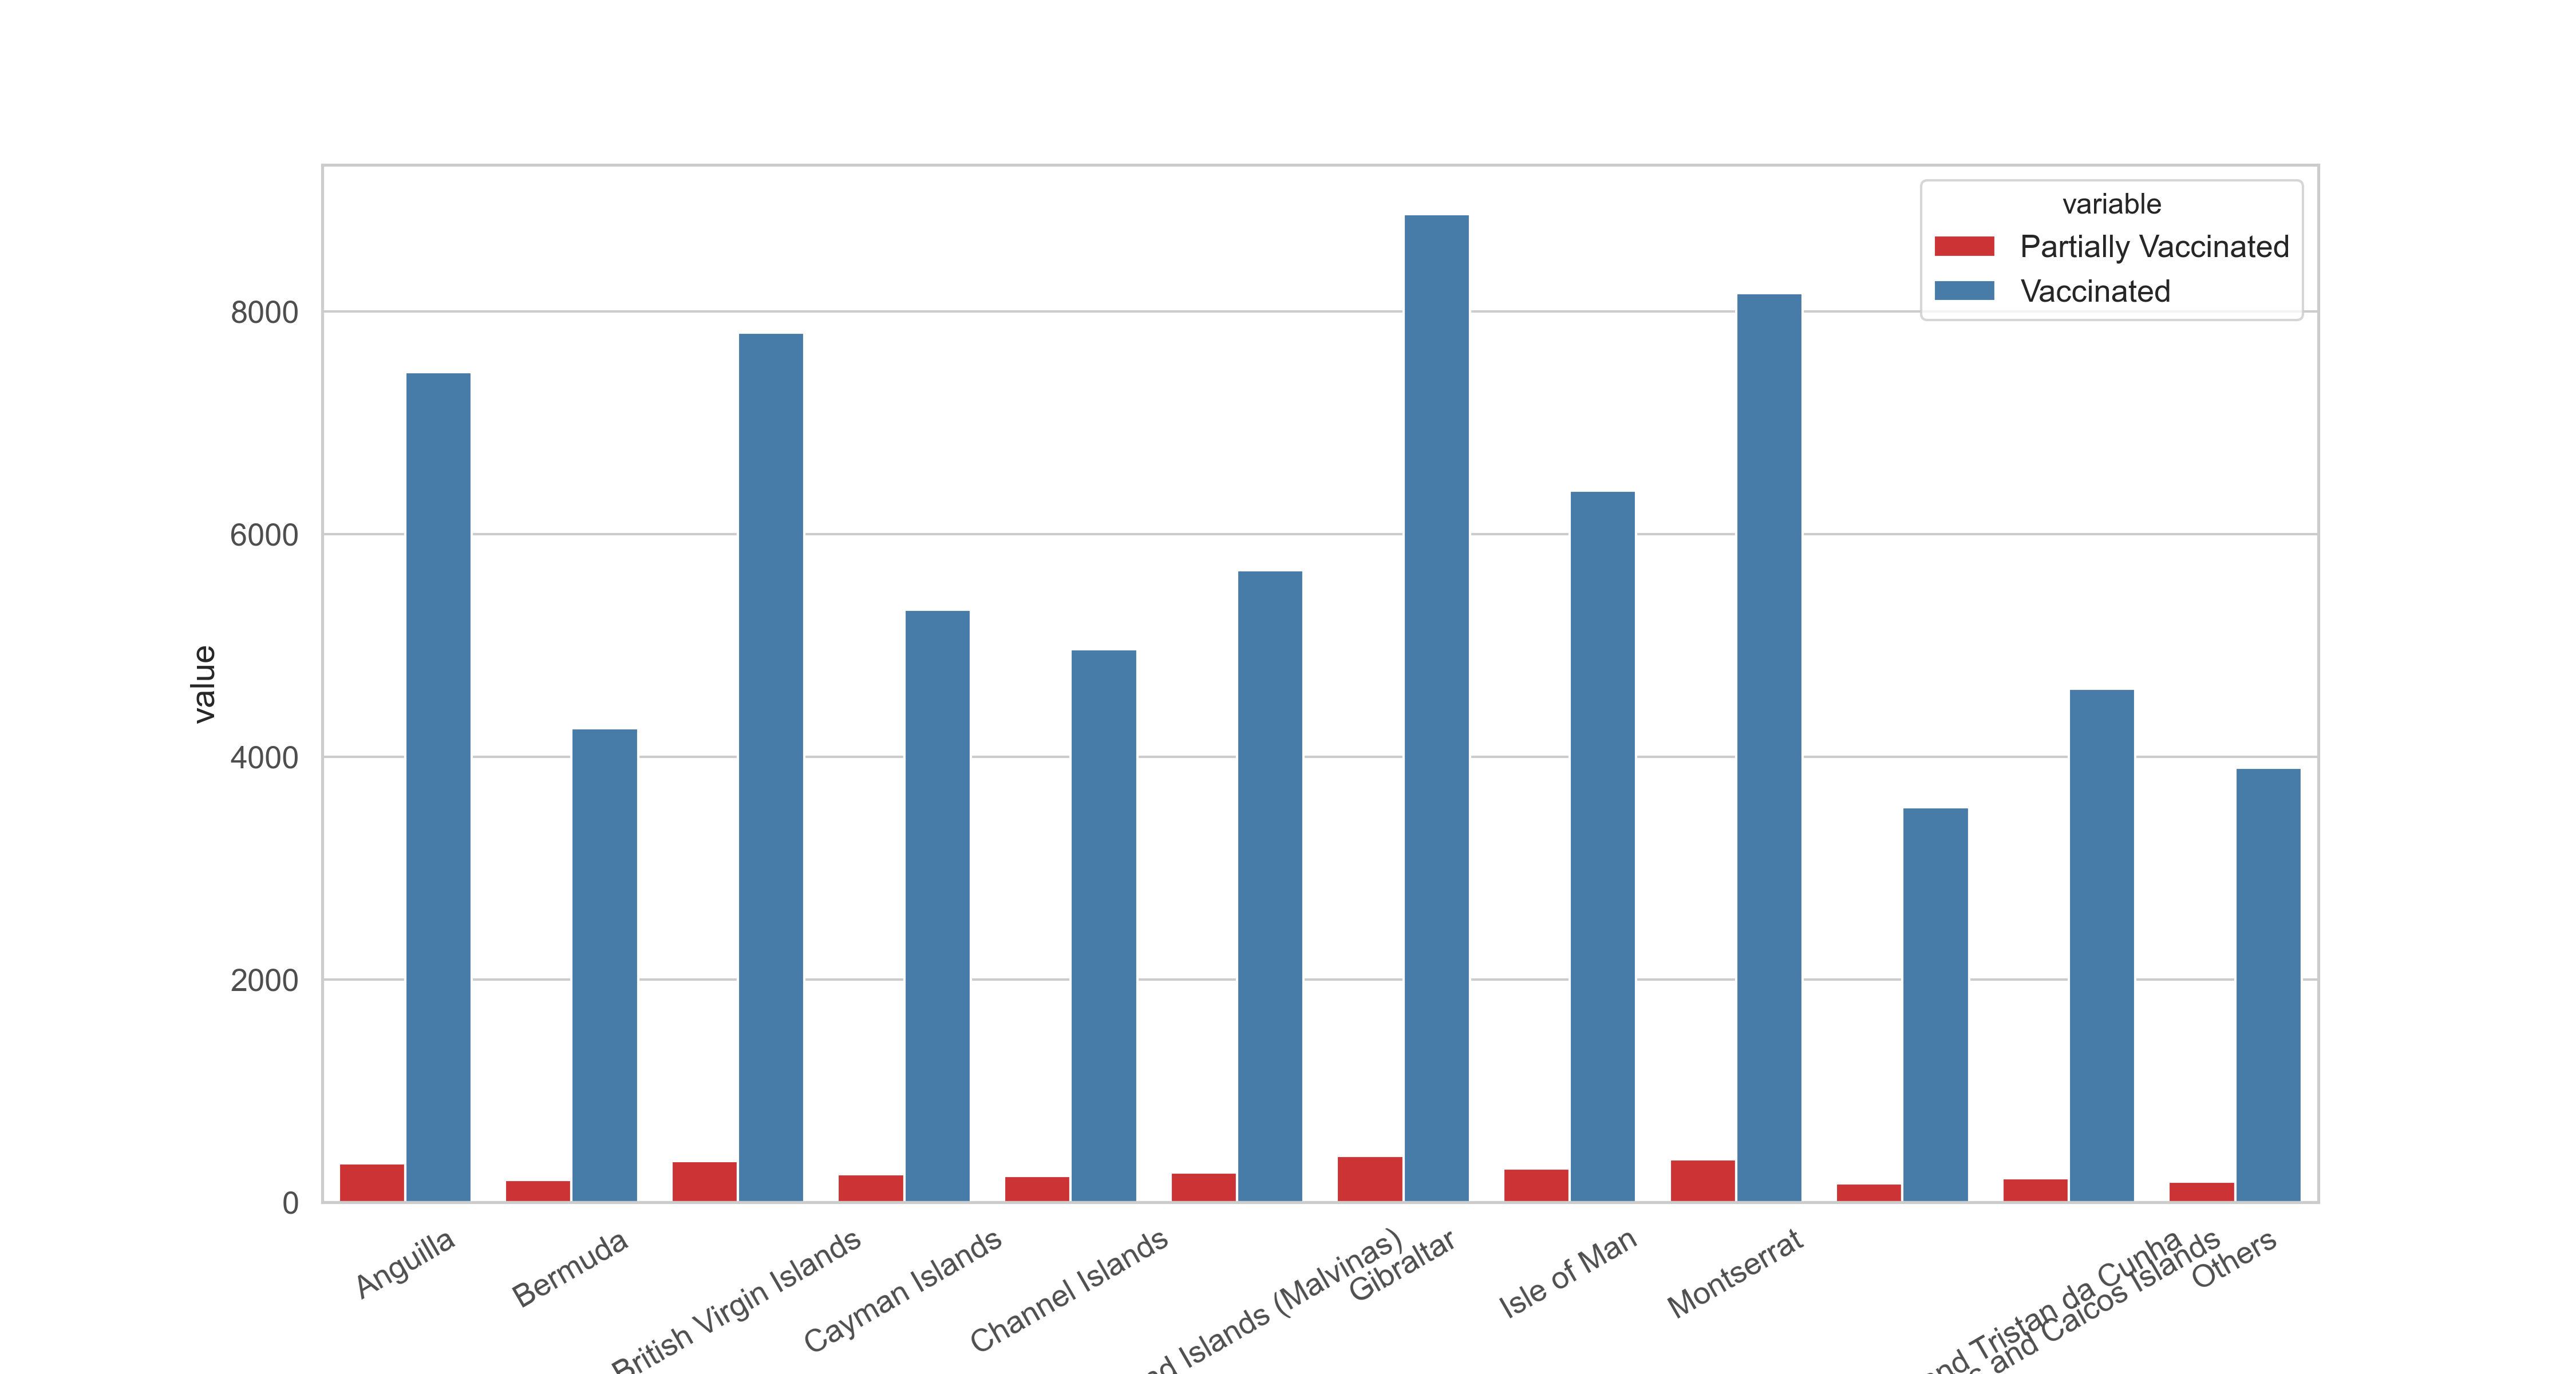 variable
Partially Vaccinated
Vaccinated
8000
6000
4000
2000
0
value
Anguilla
Bermuda
British Virgin Islands
Cayman Islands
Channel Islands
Islands (Malvinas)
Gibraltar
Isle of Man
Montserrat
and Tristan da Cunha
and Caicos Islands
Others